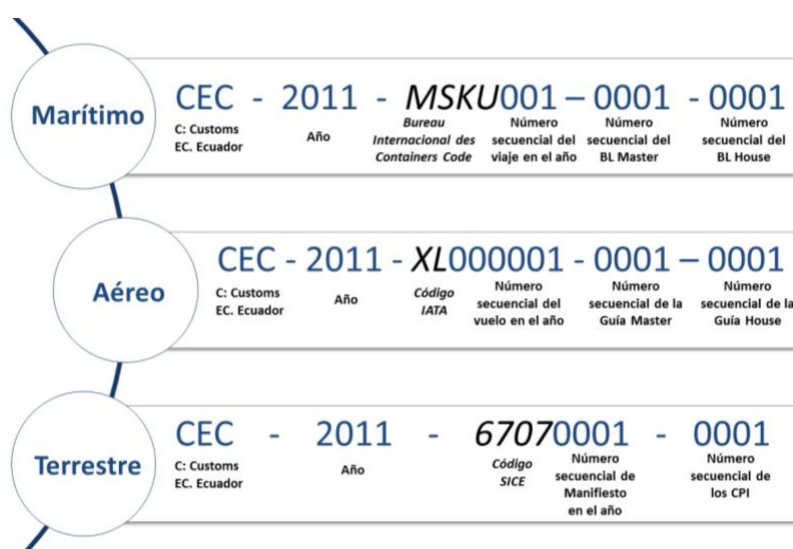 Marítimo
CEC - 2011 - MSKU001 – 0001 - 0001
C: Customs
EC. Ecuador
Año
Bureau
Internacional des
Containers Code
Número
secuencial del
viaje en el año
Número
secuencial del
BL Master
Número
secuencial del
BL House
Aéreo
CEC - 2011 - XL000001 - 0001 – 0001
C: Customs
EC. Ecuador
Año
Código
IATA
Número
secuencial del
vuelo en el año
Número
secuencial de la
Guía Master
Número
secuencial de la
Guía House
Terrestre
CEC - 2011 - 67070001 - 0001
C: Customs
EC. Ecuador
Año
Código
SICE
Número
secuencial de
Manifiesto
en el año
Número
secuencial de
los CPI